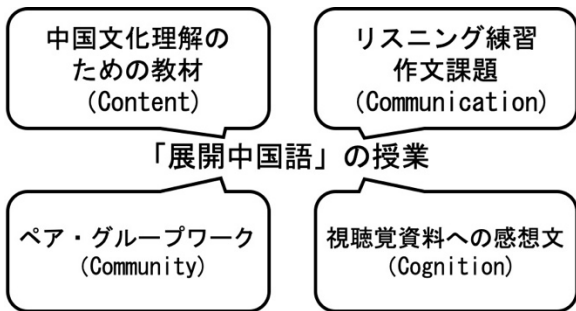 中国文化理解の
ための教材
(Content)
リスニング練習
作文課題
(Communication)
「展開中国語」の授業
ペア・グループワーク
(Community)
視聴覚資料への感想文
(Cognition)